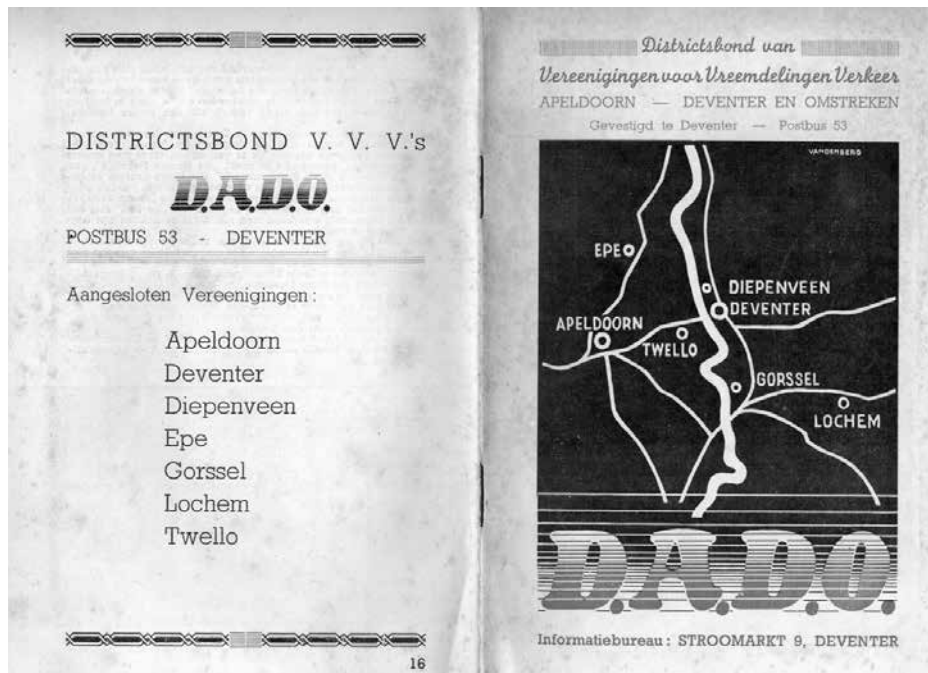 DISTRICTSBOND V. V. V.'s
D.A.D.O.
POSTBUS 53 - DEVENTER
Aangesloten Vereenigingen :
Apeldoorn
Deventer
Diepenveen
Epe
Gorssel
Lochem
Twello
16
Districtsbond van
Vereenigingen voor Vreemdelingen Verkeer
APELDOORN — DEVENTER EN OMSTREKEN
Gevestigd te Deventer — Postbus 53
VANDENBERG
EPE
DIEPENVEEN
DEVENTER
APELDOORN
TWELLO
GORSSEL
LOCHEM
D.A.D.O.
Informatiebureau : STROOMARKT 9, DEVENTER